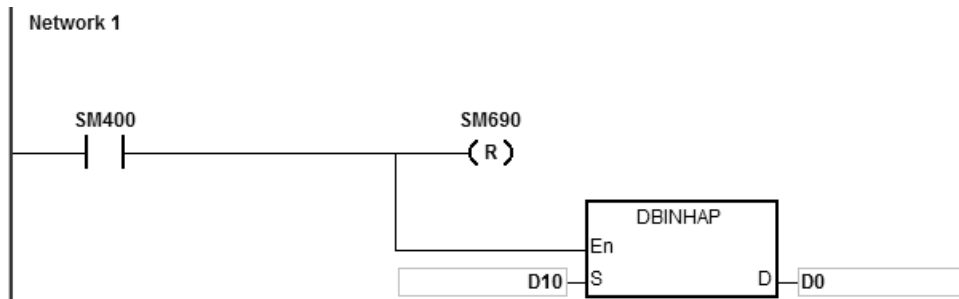 Network 1
SM400
SM690
( R )
DBINHAP
En
D10 S D D0